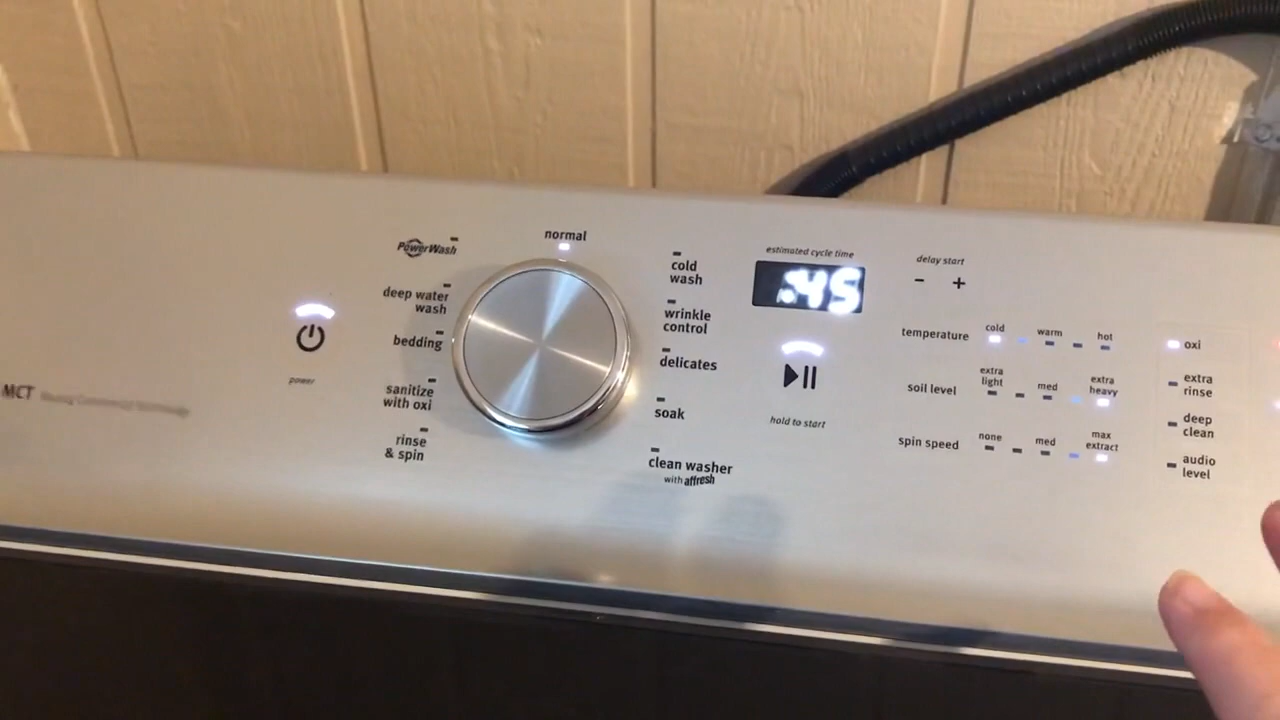 MCT
power
PowerWash
deep water
wash
bedding
sanitize
with oxi
rinse
& spin
normal
cold
wash
wrinkle
control
delicates
soak
clean washer
with affresh
estimated cycle time
:45
hold to start
delay start
- +
temperature cold warm hot
soil level extra
light med extra
heavy
spin speed none med max
extract
oxi
extra
rinse
deep
clean
audio
level